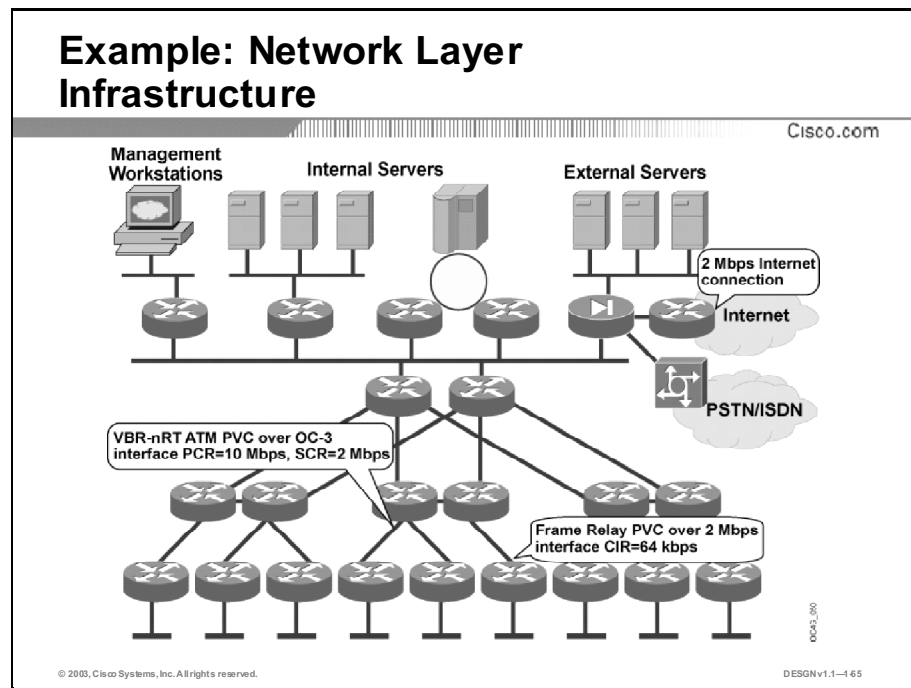 Example: Network Layer
Infrastructure
Cisco.com
Management
Workstations
Internal Servers
External Servers
2 Mbps Internet
connection
Internet
PSTN/ISDN
VBR-nRT ATM PVC over OC-3
interface PCR=10 Mbps, SCR=2 Mbps
Frame Relay PVC over 2 Mbps
interface CIR=64 kbps
© 2003, Cisco Systems, Inc. All rights reserved.
DESGN v1.1—1-65